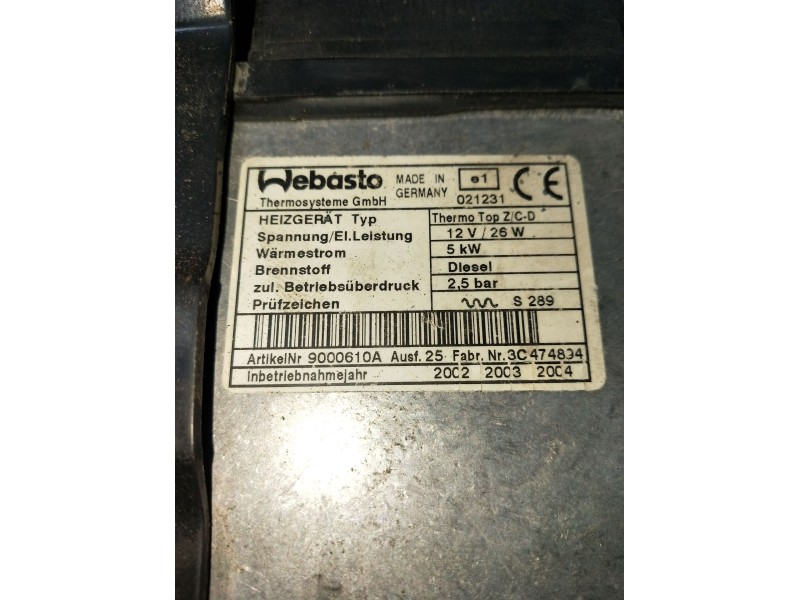 Webasto MADE IN GERMANY e1
Thermosysteme GmbH 021231 CE
HEIZGERÄT Typ Thermo Top Z/C-D
Spannung/El.Leistung 12 V / 26 W
Wärmestrom 5 kW
Brennstoff Diesel
zul. Betriebsüberdruck 2,5 bar
Prüfzeichen S 289
ArtikelNr 9000610A Ausf. 25 Fabr. Nr. 3C474894
Inbetriebnahmejahr 2002 2003 2004